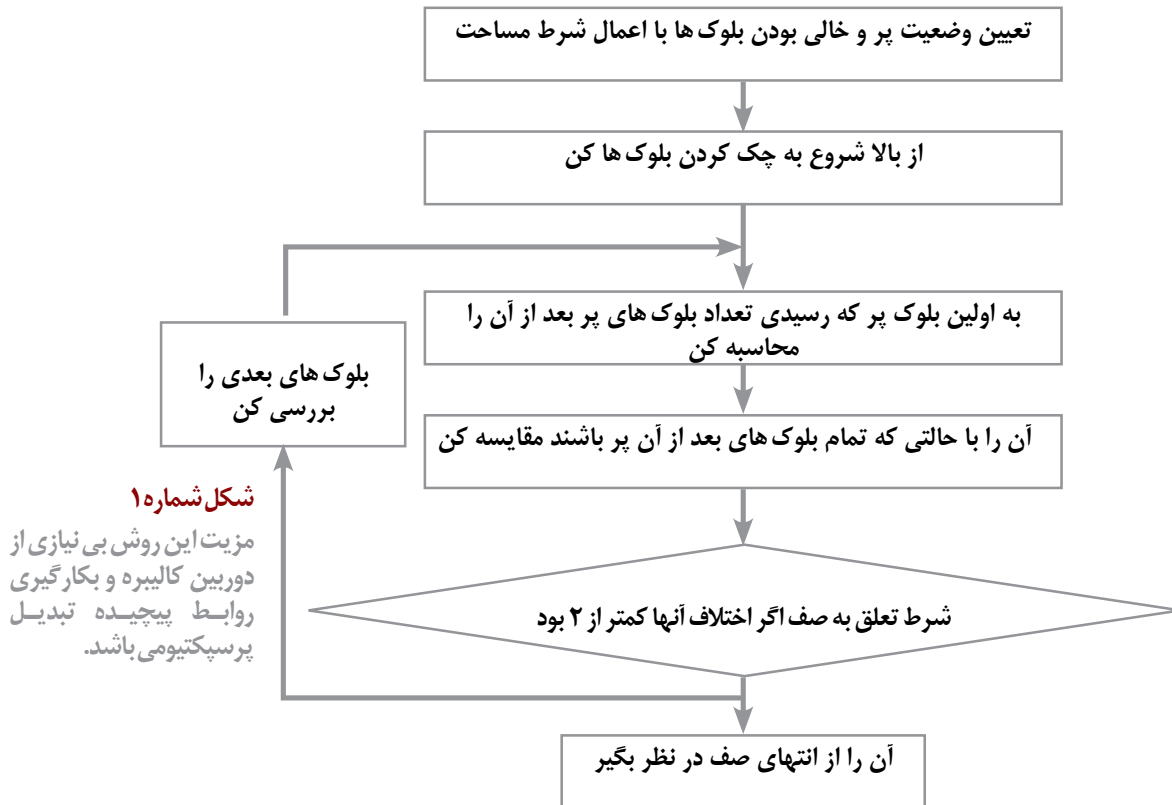 تعیین وضعیت پر و خالی بودن بلوک ها با اعمال شرط مساحت
از بالا شروع به چک کردن بلوک ها کن
به اولین بلوک پر که رسیدی تعداد بلوک های پر بعد از آن را
محاسبه کن
بلوک های بعدی را
بررسی کن
آن را با حالتی که تمام بلوک های بعد از آن پر باشند مقایسه کن
شکل شماره ۱
مزیت این روش بی نیازی از
دوربین کالیبره و بکارگیری
روابط پیچیده تبدیل
پرسپکتیومی باشد.
شرط تعلق به صف اگر اختلاف آنها کمتر از ۲ بود
آن را از انتهای صف در نظر بگیر